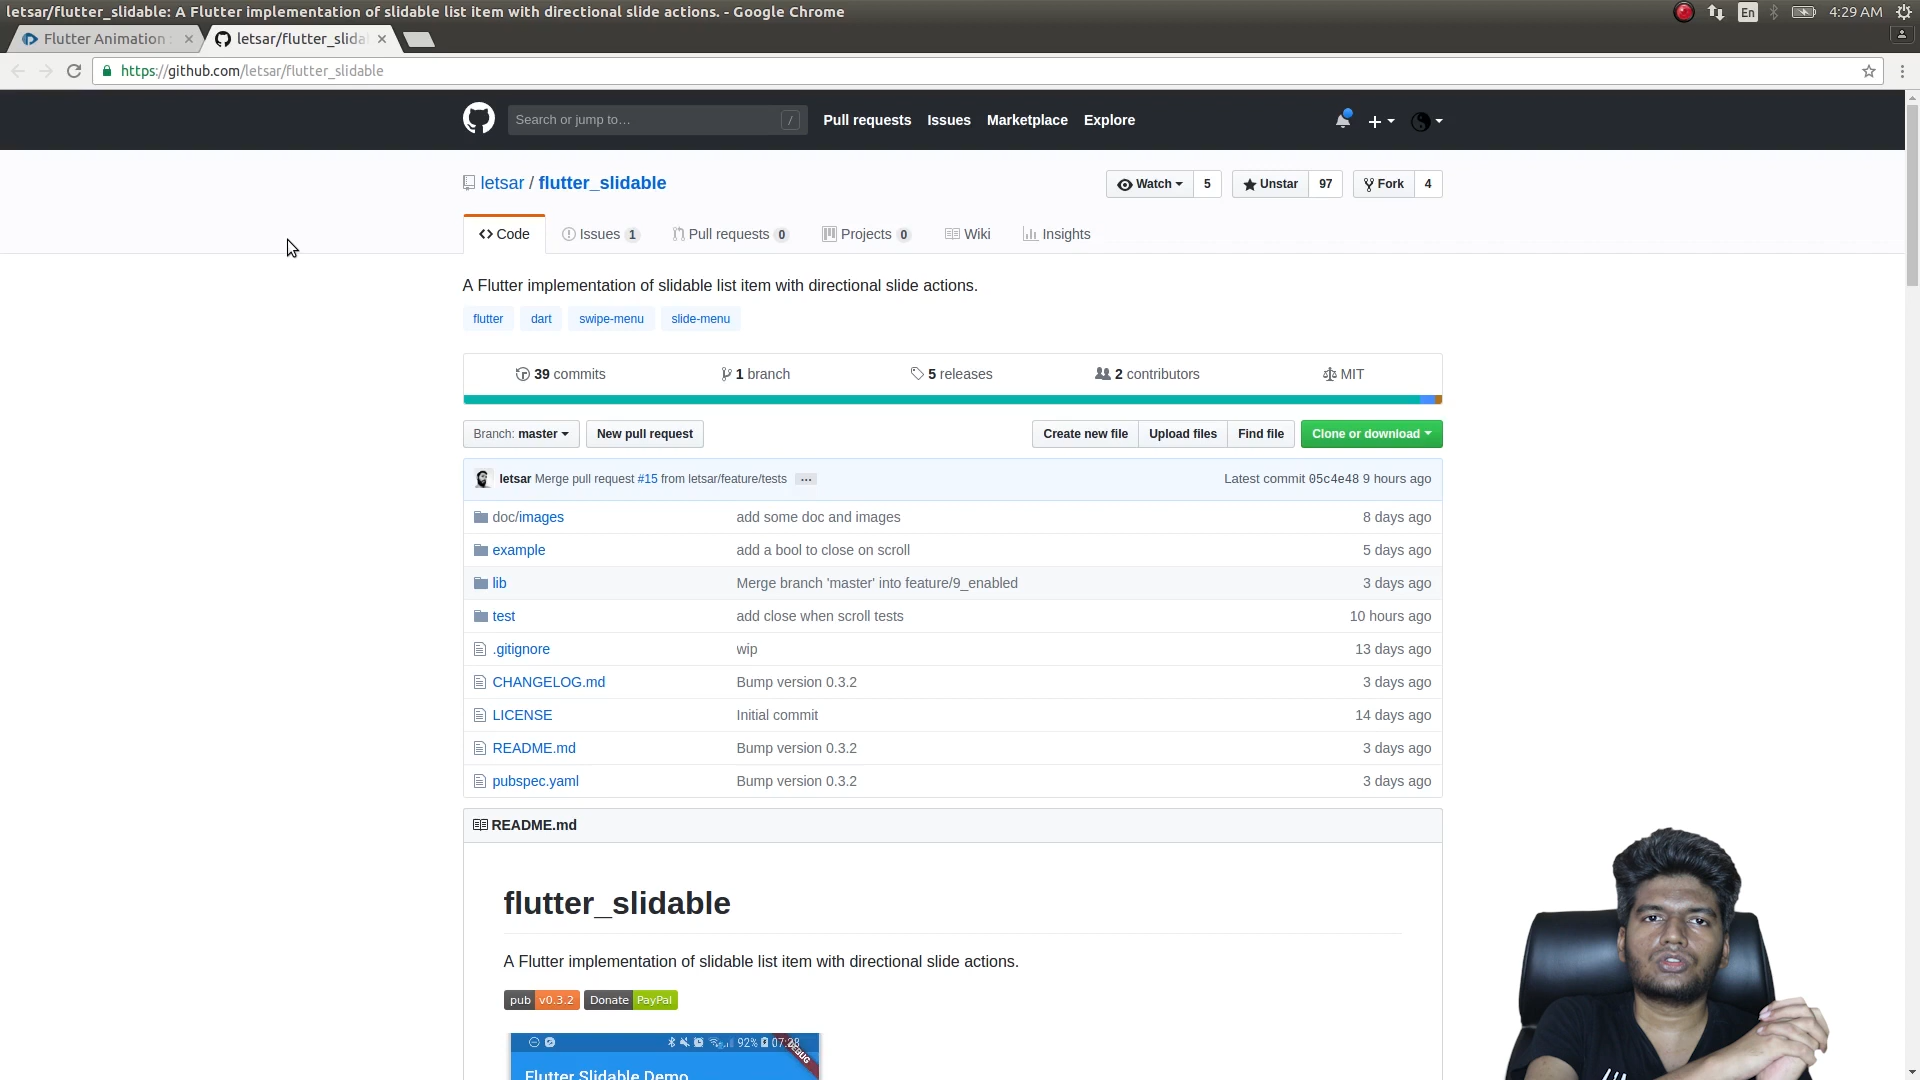 letsar/flutter_slidable: A Flutter implementation of slidable list item with directional slide actions. - Google Chrome
En
4:29 AM
Flutter Animation
letsar/flutter_slida
https://github.com/letsar/flutter_slidable
Search or jump to…
/
Pull requests
Issues
Marketplace
Explore
letsar / flutter_slidable
Watch 5
Unstar 97
Fork 4
Code
Issues 1
Pull requests 0
Projects 0
Wiki
Insights
A Flutter implementation of slidable list item with directional slide actions.
flutter dart swipe-menu slide-menu
39 commits
1 branch
5 releases
2 contributors
MIT
Branch: master
New pull request
Create new file
Upload files
Find file
Clone or download
letsar Merge pull request #15 from letsar/feature/tests …
Latest commit 05c4e48 9 hours ago
doc/images add some doc and images 8 days ago
example add a bool to close on scroll 5 days ago
lib Merge branch 'master' into feature/9_enabled 3 days ago
test add close when scroll tests 10 hours ago
.gitignore wip 13 days ago
CHANGELOG.md Bump version 0.3.2 3 days ago
LICENSE Initial commit 14 days ago
README.md Bump version 0.3.2 3 days ago
pubspec.yaml Bump version 0.3.2 3 days ago
README.md
flutter_slidable
A Flutter implementation of slidable list item with directional slide actions.
pub v0.3.2 Donate PayPal
92% 07:28
DEBUG
Flutter Slidable Demo